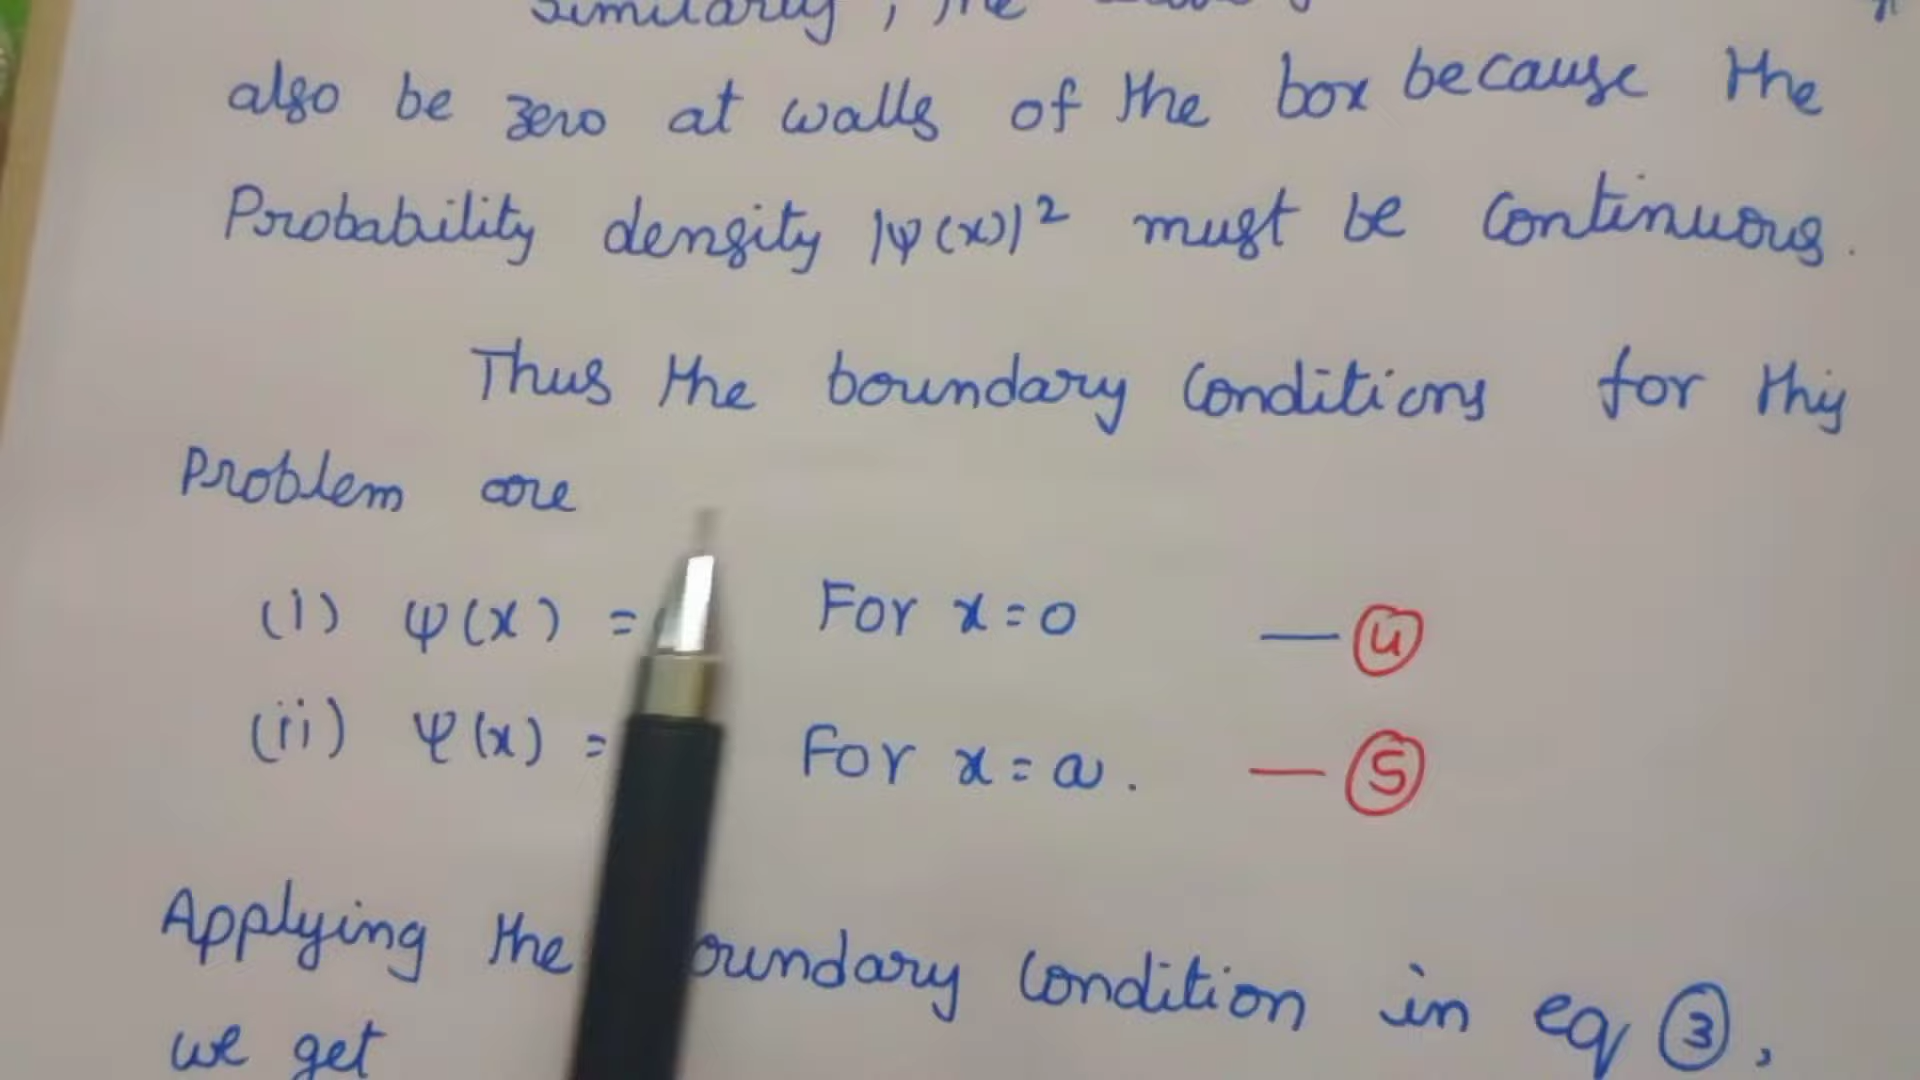 Similarly, the
also be zero at walls of the box because the
Probability density |ψ(x)|² must be continuous.
Thus the boundary conditions for this
Problem are
(i) ψ(x) = For x=0 — 4
(ii) ψ(x) = For x=a. — 5
Applying the oundary condition in eq 3,
we get